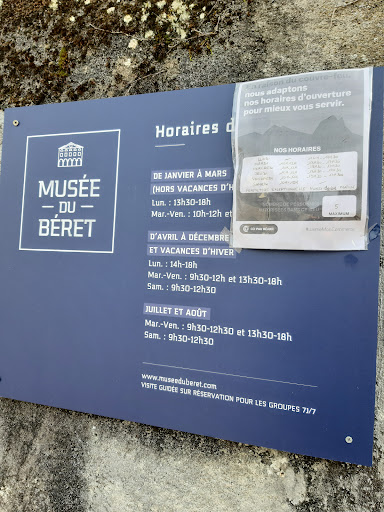 MUSÉE
DU
BÉRET
Horaires d
DE JANVIER À MARS
(HORS VACANCES D'H
Lun. : 13h30-18h
Mar.-Ven. : 10h-12h et
D'AVRIL À DÉCEMBRE
ET VACANCES D'HIVER
Lun. : 14h-18h
Mar.-Ven. : 9h30-12h et 13h30-18h
Sam. : 9h30-12h30
JUILLET ET AOÛT
Mar.-Ven. : 9h30-12h30 et 13h30-18h
Sam. : 9h30-12h30
www.museeduberet.com
VISITE GUIDÉE SUR RÉSERVATION POUR LES GROUPES 7J/7
nous adaptons
nos horaires d'ouverture
pour mieux vous servir.
NOS HORAIRES
5
MAXIMUM